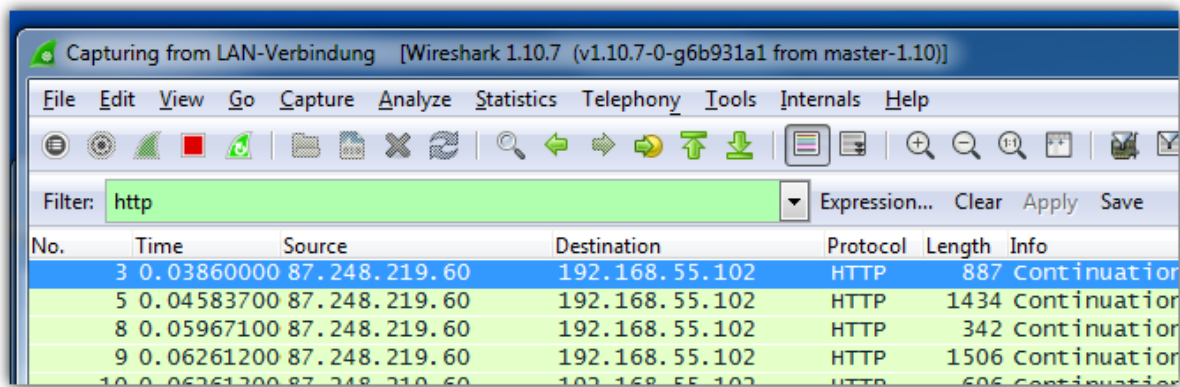 Capturing from LAN-Verbindung [Wireshark 1.10.7 (v1.10.7-0-g6b931a1 from master-1.10)]
File Edit View Go Capture Analyze Statistics Telephony Tools Internals Help
Filter: http Expression... Clear Apply Save
No. Time Source Destination Protocol Length Info
3 0.03860000 87.248.219.60 192.168.55.102 HTTP 887 Continuation
5 0.04583700 87.248.219.60 192.168.55.102 HTTP 1434 Continuation
8 0.05967100 87.248.219.60 192.168.55.102 HTTP 342 Continuation
9 0.06261200 87.248.219.60 192.168.55.102 HTTP 1506 Continuation